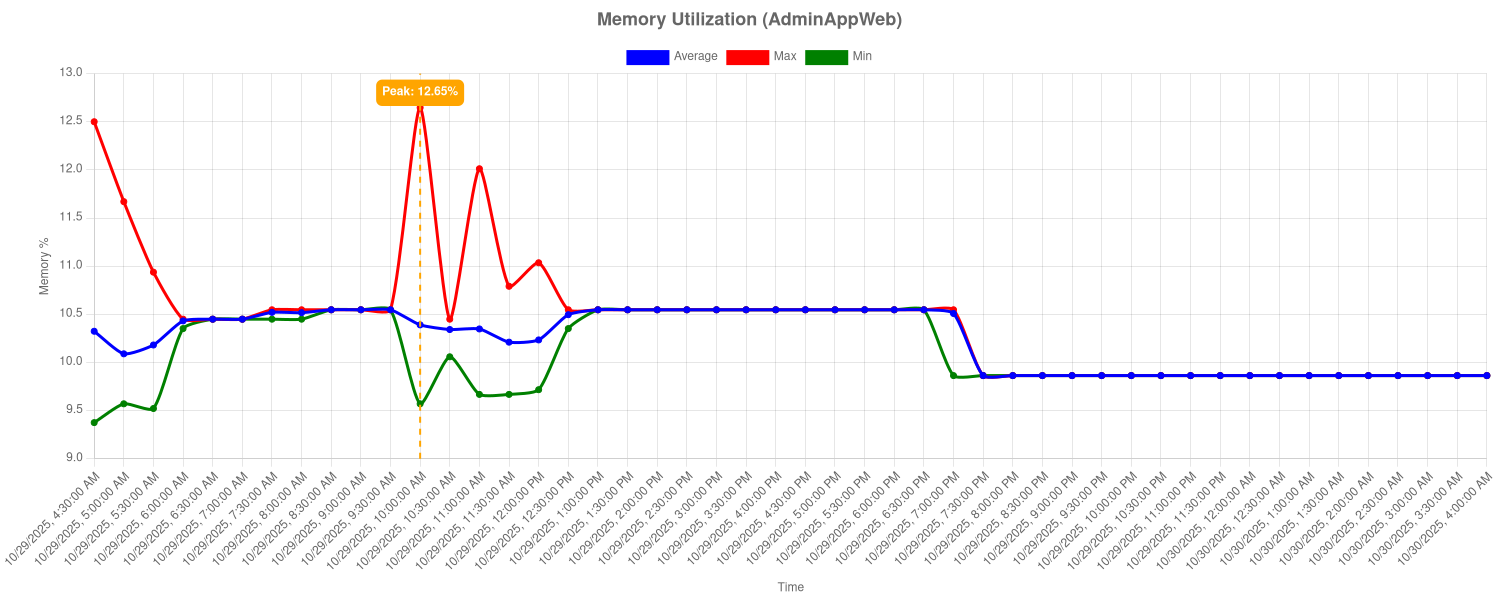 Memory Utilization (AdminAppWeb)
Average Max Min
Peak: 12.65%
13.0
12.5
12.0
11.5
11.0
10.5
10.0
9.5
9.0
Memory %
10/29/2025, 4:30:00 AM
10/29/2025, 5:00:00 AM
10/29/2025, 5:30:00 AM
10/29/2025, 6:00:00 AM
10/29/2025, 6:30:00 AM
10/29/2025, 7:00:00 AM
10/29/2025, 7:30:00 AM
10/29/2025, 8:00:00 AM
10/29/2025, 8:30:00 AM
10/29/2025, 9:00:00 AM
10/29/2025, 9:30:00 AM
10/29/2025, 10:00:00 AM
10/29/2025, 10:30:00 AM
10/29/2025, 11:00:00 AM
10/29/2025, 11:30:00 AM
10/29/2025, 12:00:00 PM
10/29/2025, 12:30:00 PM
10/29/2025, 1:00:00 PM
10/29/2025, 1:30:00 PM
10/29/2025, 2:00:00 PM
10/29/2025, 2:30:00 PM
10/29/2025, 3:00:00 PM
10/29/2025, 3:30:00 PM
10/29/2025, 4:00:00 PM
10/29/2025, 4:30:00 PM
10/29/2025, 5:00:00 PM
10/29/2025, 5:30:00 PM
10/29/2025, 6:00:00 PM
10/29/2025, 6:30:00 PM
10/29/2025, 7:00:00 PM
10/29/2025, 7:30:00 PM
10/29/2025, 8:00:00 PM
10/29/2025, 8:30:00 PM
10/29/2025, 9:00:00 PM
10/29/2025, 9:30:00 PM
10/29/2025, 10:00:00 PM
10/29/2025, 10:30:00 PM
10/29/2025, 11:00:00 PM
10/29/2025, 11:30:00 PM
10/30/2025, 12:00:00 AM
10/30/2025, 12:30:00 AM
10/30/2025, 1:00:00 AM
10/30/2025, 1:30:00 AM
10/30/2025, 2:00:00 AM
10/30/2025, 2:30:00 AM
10/30/2025, 3:00:00 AM
10/30/2025, 3:30:00 AM
10/30/2025, 4:00:00 AM
Time